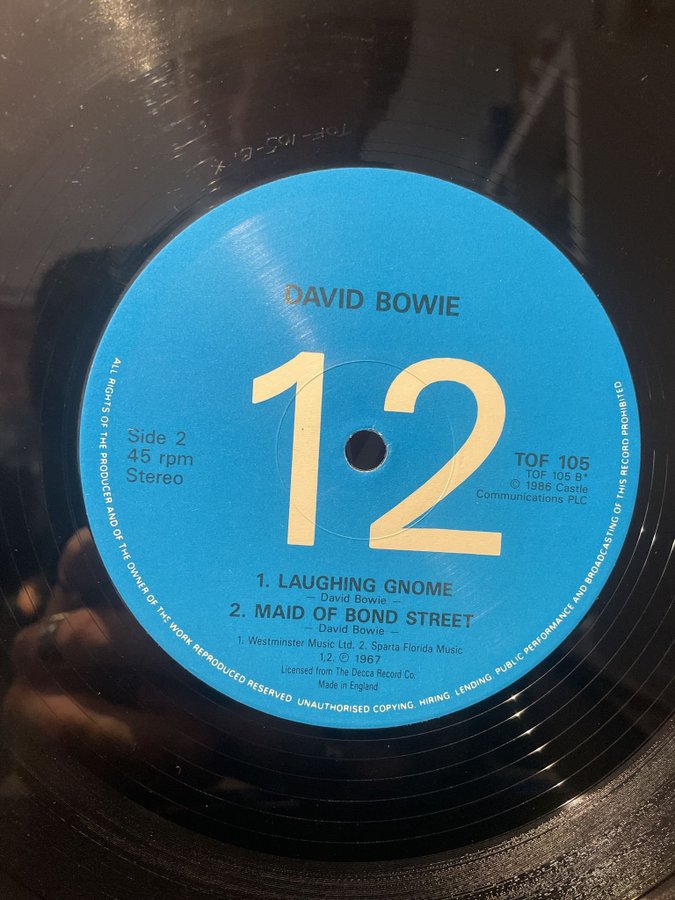 TOF-105-B1X
DAVID BOWIE
12
Side 2
45 rpm
Stereo
TOF 105
TOF 105 B*
© 1986 Castle
Communications PLC
1. LAUGHING GNOME
– David Bowie –
2. MAID OF BOND STREET
– David Bowie –
1. Westminster Music Ltd. 2. Sparta Florida Music
1,2. ℗ 1967
Licensed from The Decca Record Co.
Made in England
ALL RIGHTS OF THE PRODUCER AND OF THE OWNER OF THE WORK REPRODUCED RESERVED UNAUTHORISED COPYING, HIRING, LENDING, PUBLIC PERFORMANCE AND BROADCASTING OF THIS RECORD PROHIBITED